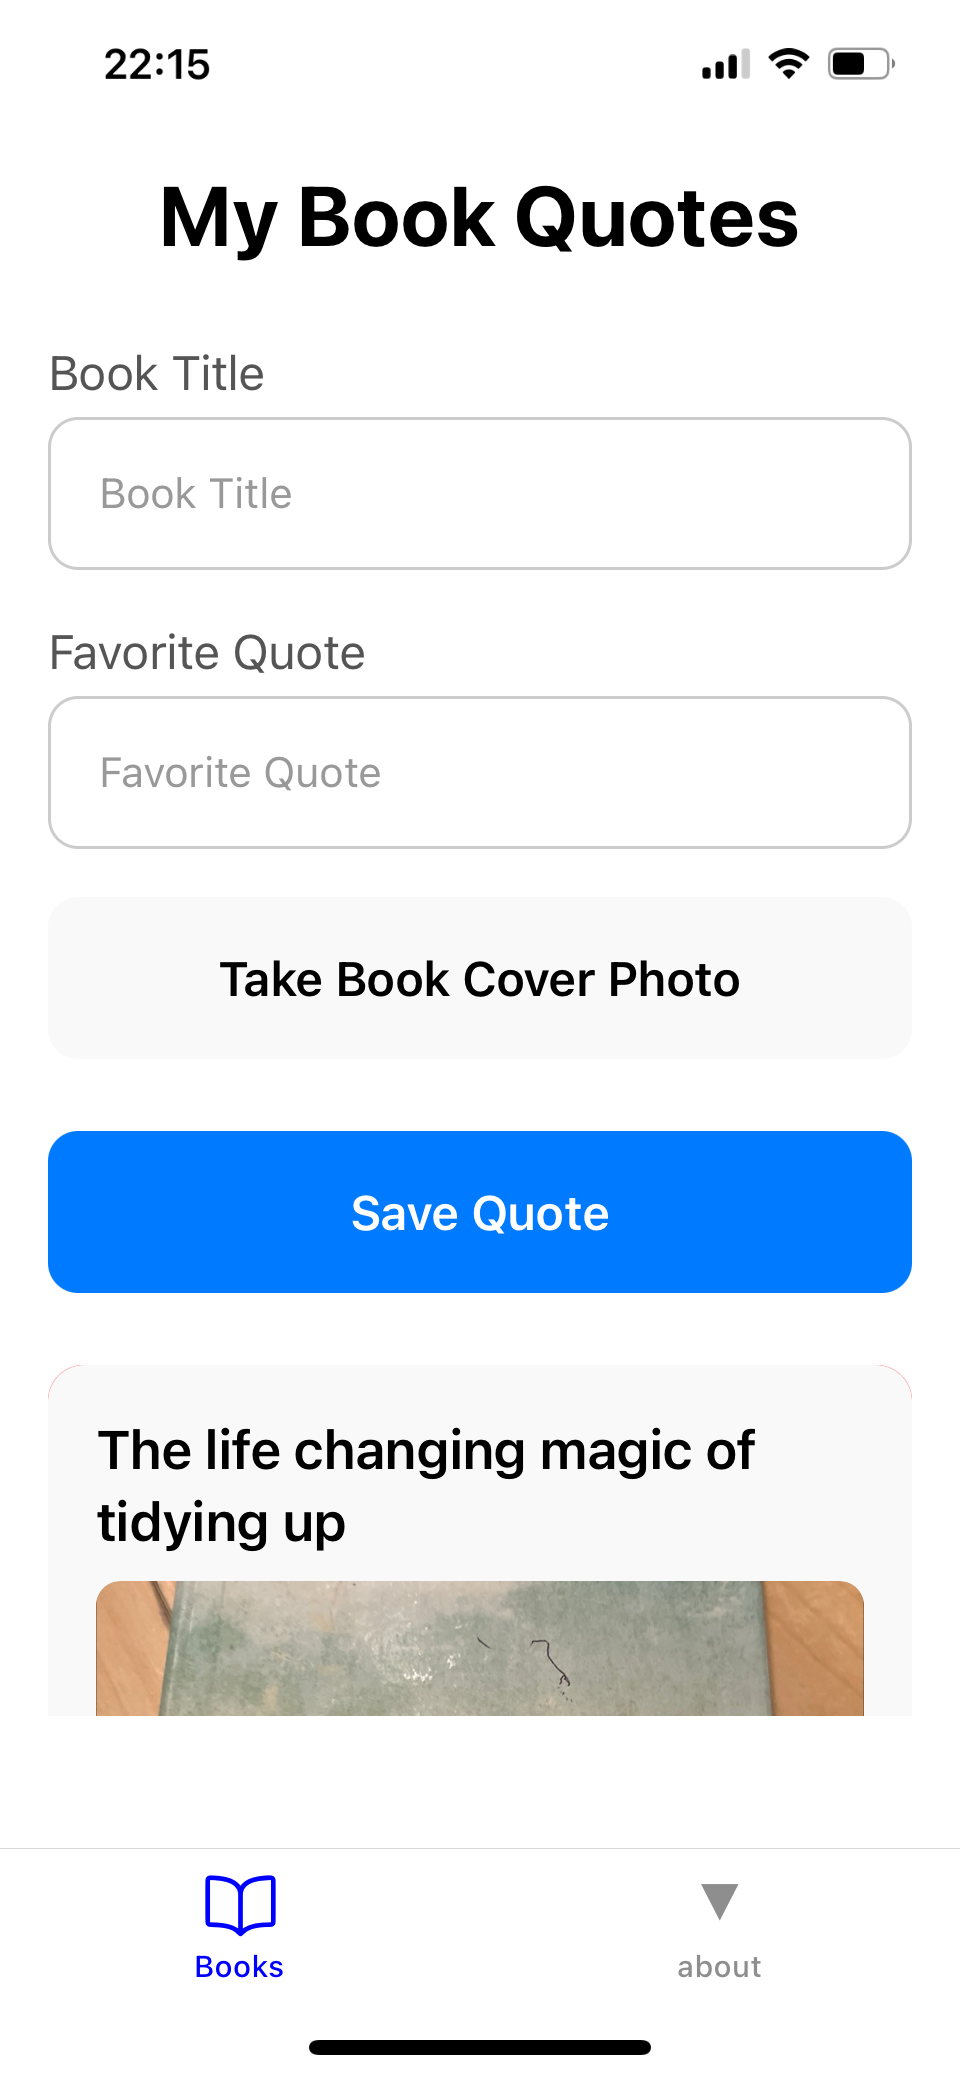 22:15
My Book Quotes
Book Title
Book Title
Favorite Quote
Favorite Quote
Take Book Cover Photo
Save Quote
The life changing magic of
tidying up
Books
about